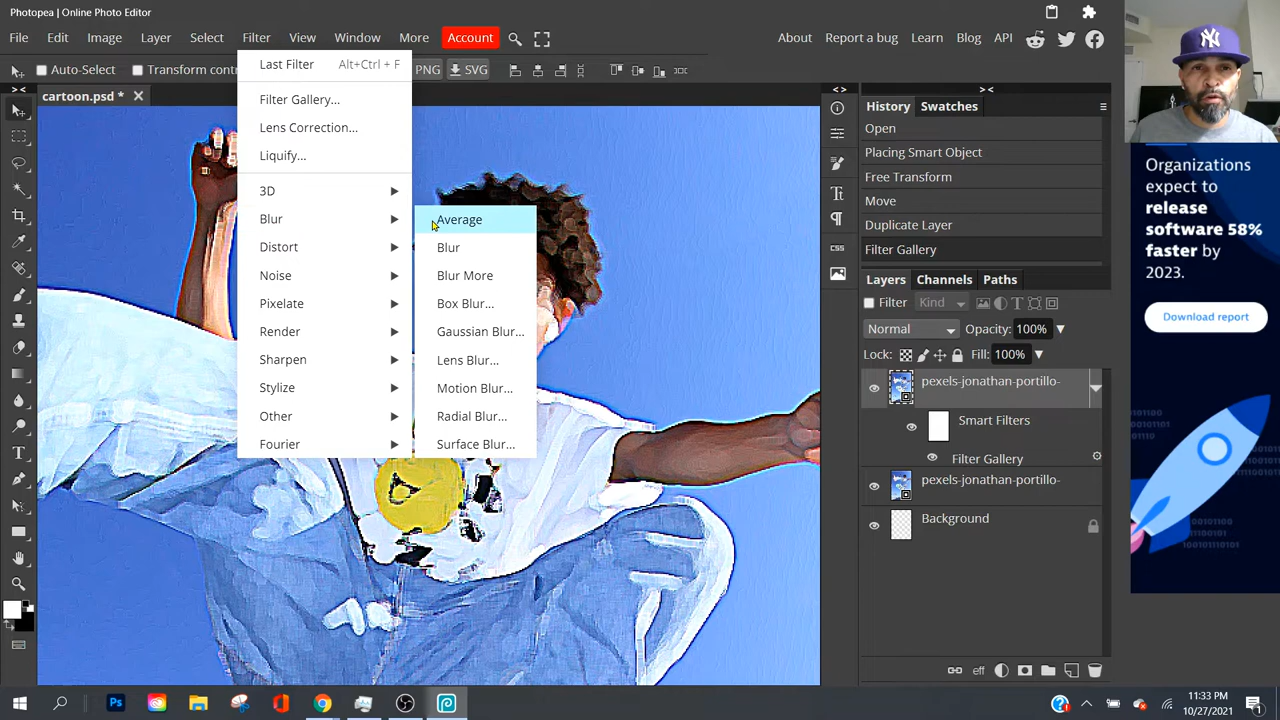 Photopea | Online Photo Editor
File Edit Image Layer Select Filter View Window More Account About Report a bug Learn Blog API
Auto-Select Transform contr PNG SVG
cartoon.psd *
Last Filter Alt+Ctrl + F
Filter Gallery...
Lens Correction...
Liquify...
3D
Blur
Distort
Noise
Pixelate
Render
Sharpen
Stylize
Other
Fourier
Average
Blur
Blur More
Box Blur...
Gaussian Blur...
Lens Blur...
Motion Blur...
Radial Blur...
Surface Blur...
CSS
History Swatches
Open
Placing Smart Object
Free Transform
Move
Duplicate Layer
Filter Gallery
Layers Channels Paths
Filter Kind
Normal Opacity: 100%
Lock: Fill: 100%
pexels-jonathan-portillo-
Smart Filters
Filter Gallery
pexels-jonathan-portillo-
Background
eff
Organizations
expect to
release
software 58%
faster by
2023.
Download report
Ps
11:33 PM
10/27/2021